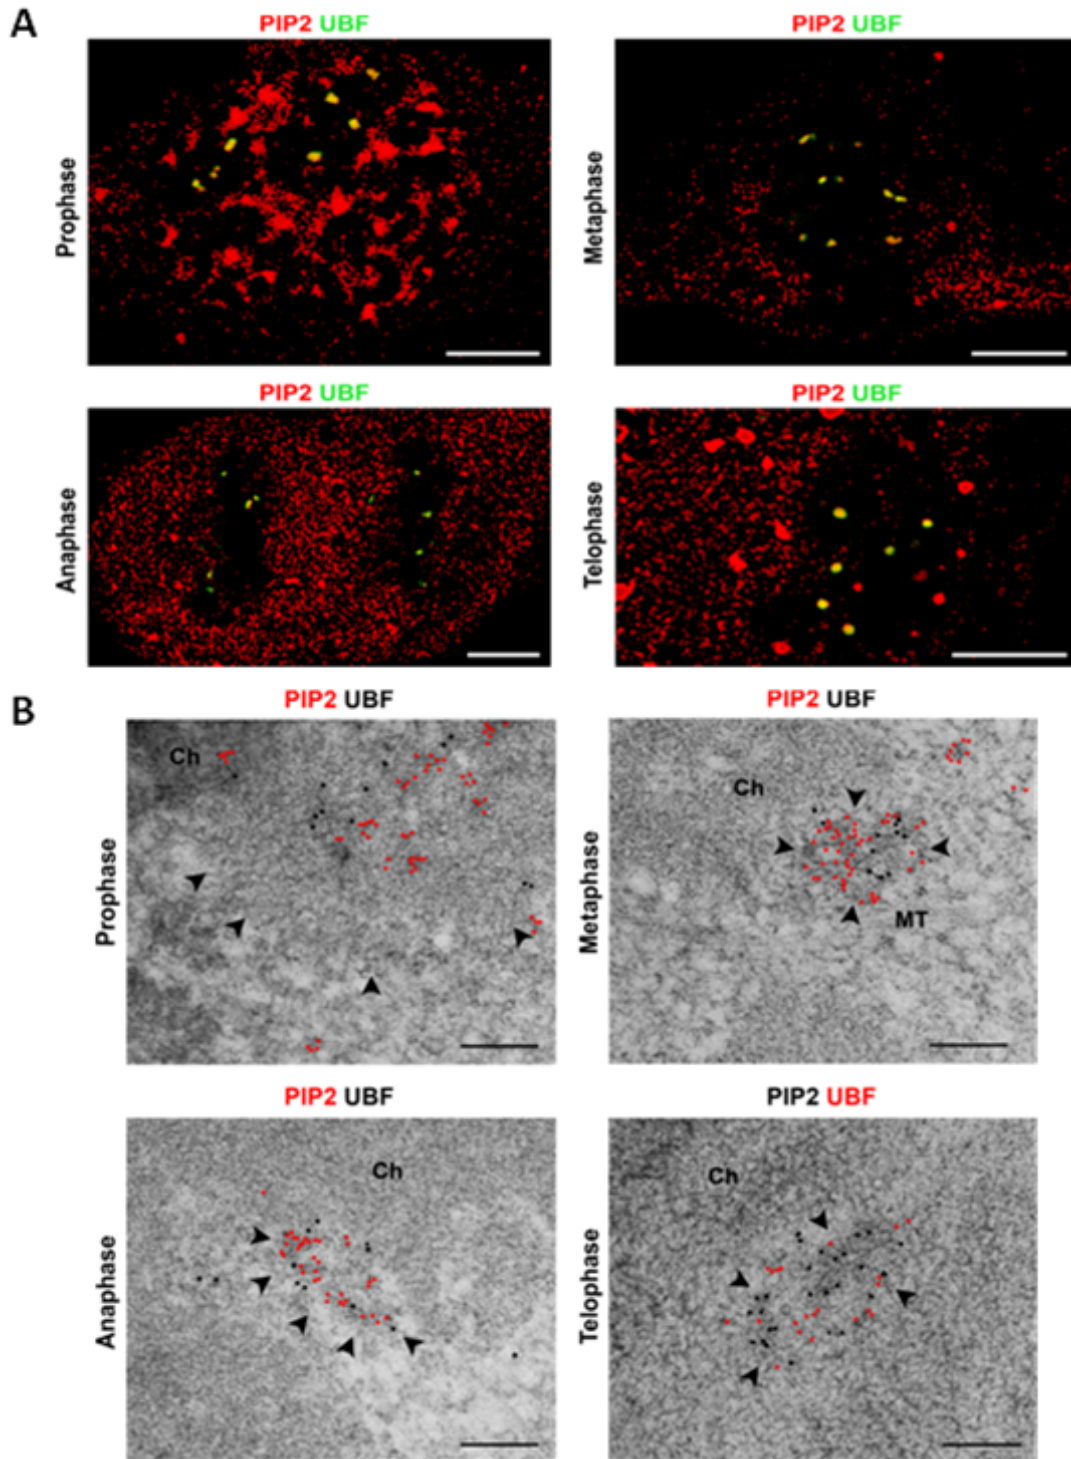 A
PIP2 UBF
PIP2 UBF
Prophase
Metaphase
PIP2 UBF
PIP2 UBF
Anaphase
Telophase
B
PIP2 UBF
PIP2 UBF
Prophase
Ch
Metaphase
Ch
MT
PIP2 UBF
PIP2 UBF
Anaphase
Ch
Telophase
Ch